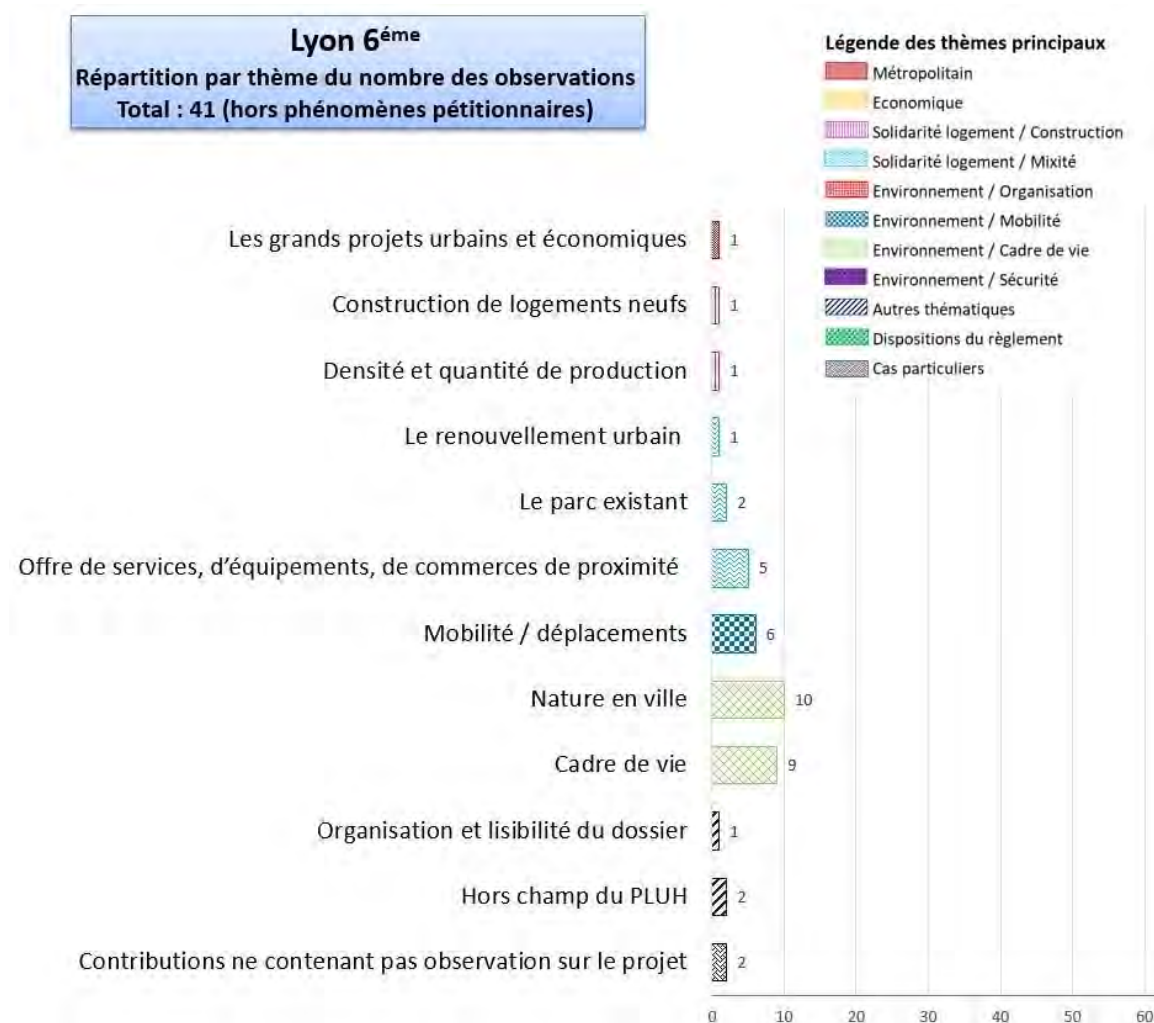 Lyon 6éme
Répartition par thème du nombre des observations
Total : 41 (hors phénomènes pétitionnaires)
Légende des thèmes principaux
Métropolitain
Economique
Solidarité logement / Construction
Solidarité logement / Mixité
Environnement / Organisation
Environnement / Mobilité
Environnement / Cadre de vie
Environnement / Sécurité
Autres thématiques
Dispositions du règlement
Cas particuliers
Les grands projets urbains et économiques 1
Construction de logements neufs 1
Densité et quantité de production 1
Le renouvellement urbain 1
Le parc existant 2
Offre de services, d'équipements, de commerces de proximité 5
Mobilité / déplacements 6
Nature en ville 10
Cadre de vie 9
Organisation et lisibilité du dossier 1
Hors champ du PLUH 2
Contributions ne contenant pas observation sur le projet 2
0 10 20 30 40 50 60